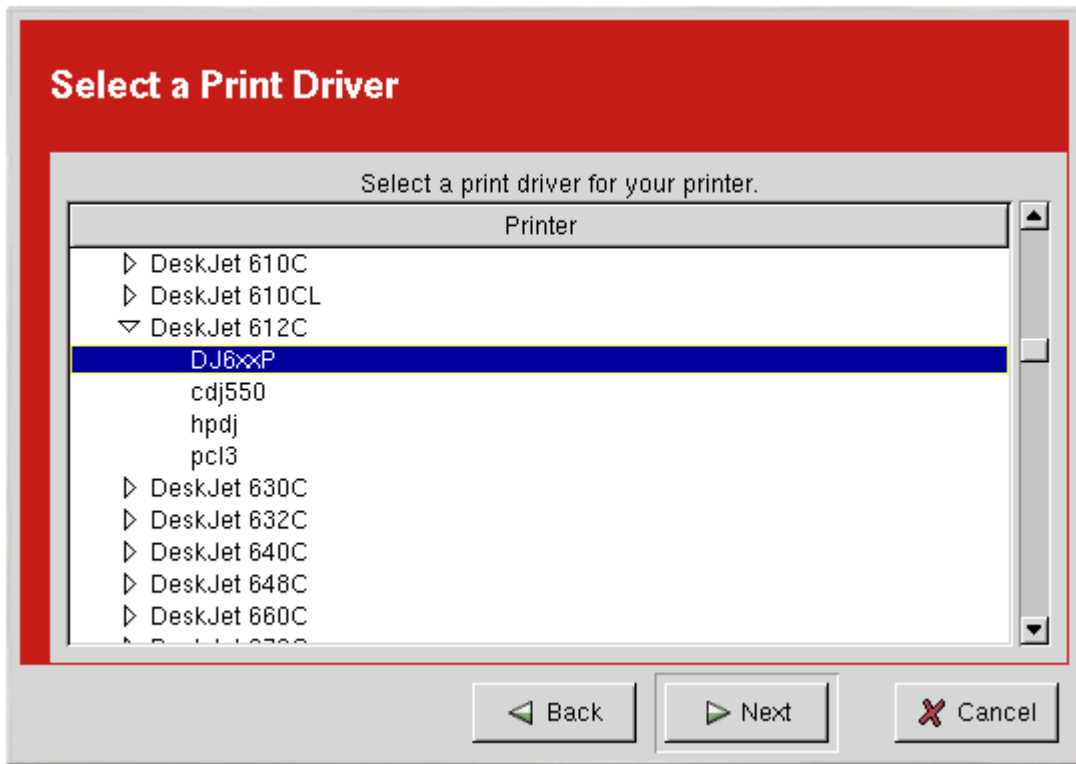 Select a Print Driver
Select a print driver for your printer.
Printer
DeskJet 610C
DeskJet 610CL
DeskJet 612C
DJ6xxP
cdj550
hpdj
pcl3
DeskJet 630C
DeskJet 632C
DeskJet 640C
DeskJet 648C
DeskJet 660C
Back
Next
Cancel